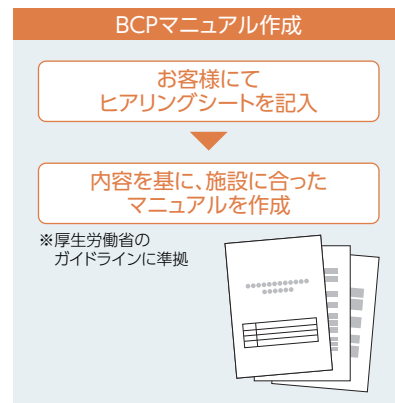 BCPマニュアル作成
お客様にて
ヒアリングシートを記入
内容を基に、施設に合った
マニュアルを作成
※厚生労働省の
ガイドラインに準拠